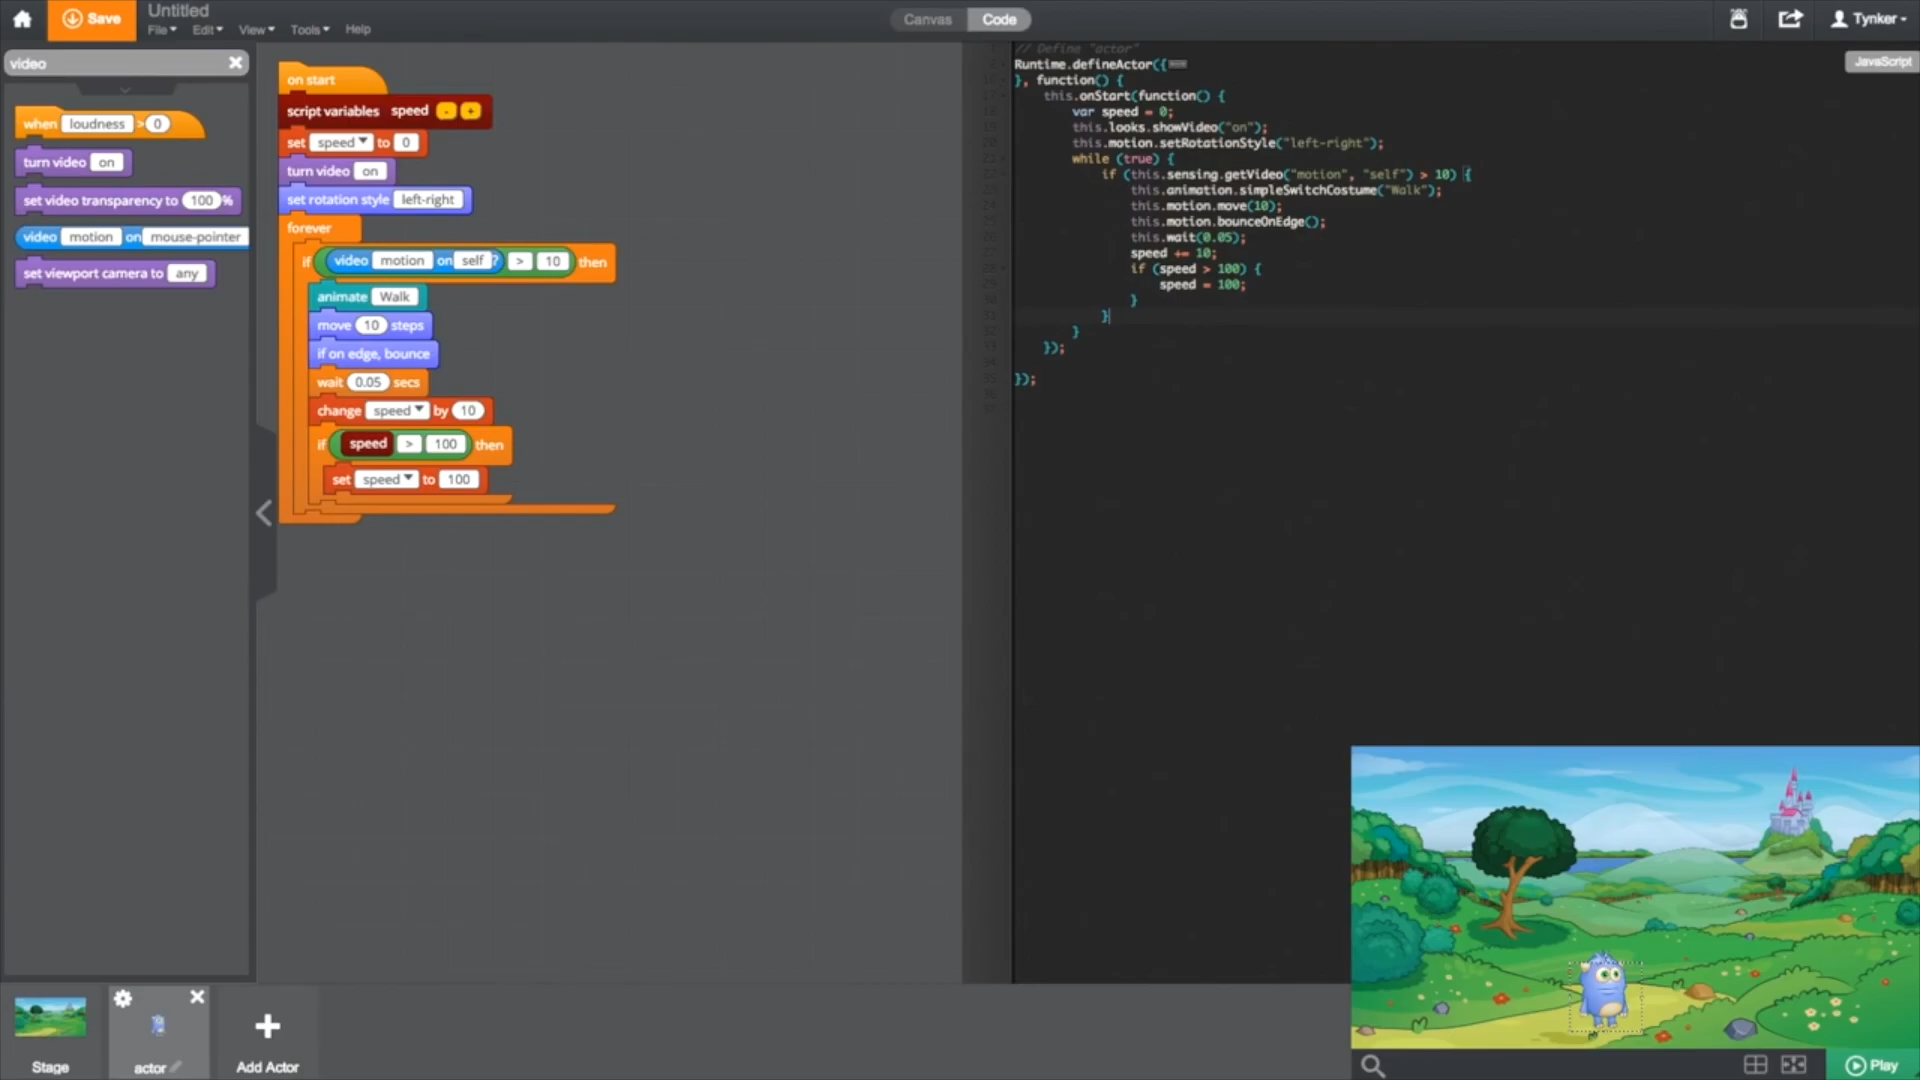 Save
Untitled
File Edit View Tools Help
Canvas Code
Tynker
video
when loudness > 0
turn video on
set video transparency to 100 %
video motion on mouse-pointer
set viewport camera to any
on start
script variables speed - +
set speed to 0
turn video on
set rotation style left-right
forever
if video motion on self ? > 10 then
animate Walk
move 10 steps
if on edge, bounce
wait 0.05 secs
change speed by 10
if speed > 100 then
set speed to 100
JavaScript
// Define "actor"
Runtime.defineActor({
}, function() {
this.onStart(function() {
var speed = 0;
this.looks.showVideo("on");
this.motion.setRotationStyle("left-right");
while (true) {
if (this.sensing.getVideo("motion", "self") > 10) {
this.animation.simpleSwitchCostume("Walk");
this.motion.move(10);
this.motion.bounceOnEdge();
this.wait(0.05);
speed += 10;
if (speed > 100) {
speed = 100;
}
}
}
});
});
Stage
actor
Add Actor
Play